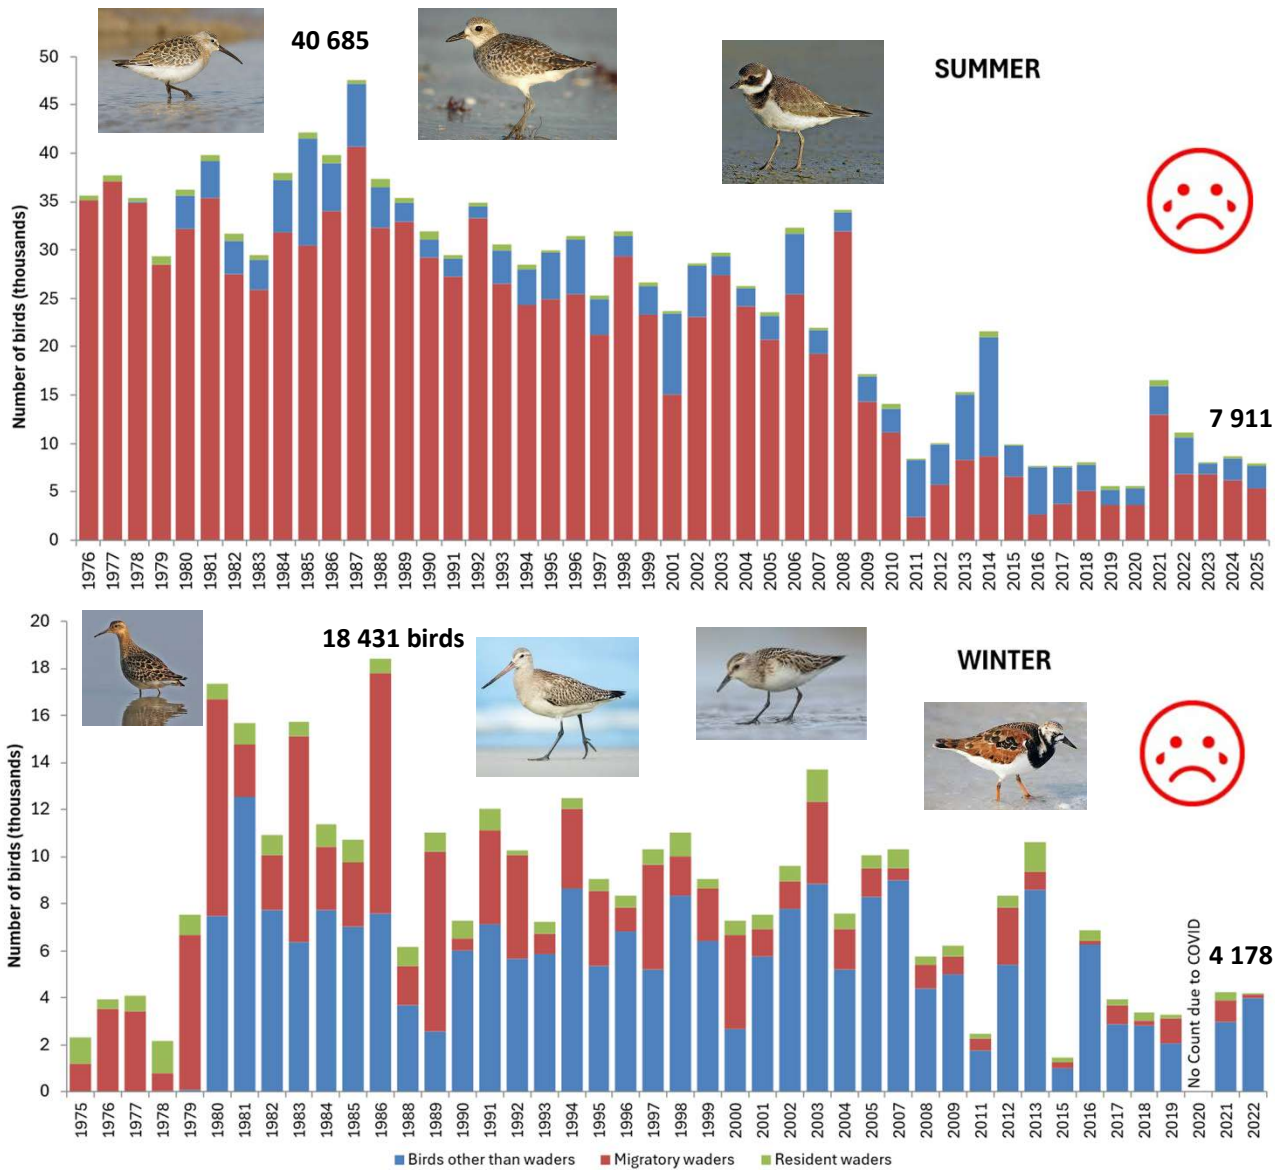 40 685
SUMMER
50
45
40
35
30
25
20
15
10
5
0
Number of birds (thousands)
7 911
1976 1977 1978 1979 1980 1981 1982 1983 1984 1985 1986 1987 1988 1989 1990 1991 1992 1993 1994 1995 1996 1997 1998 1999 2001 2002 2003 2004 2005 2006 2007 2008 2009 2010 2011 2012 2013 2014 2015 2016 2017 2018 2019 2020 2021 2022 2023 2024 2025
18 431 birds
WINTER
20
18
16
14
12
10
8
6
4
2
0
Number of birds (thousands)
No Count due to COVID
4 178
1975 1976 1977 1978 1979 1980 1981 1982 1983 1984 1985 1986 1988 1989 1990 1991 1992 1993 1994 1995 1996 1997 1998 1999 2000 2001 2002 2003 2004 2005 2007 2008 2009 2011 2012 2013 2015 2016 2017 2018 2019 2020 2021 2022
Birds other than waders Migratory waders Resident waders